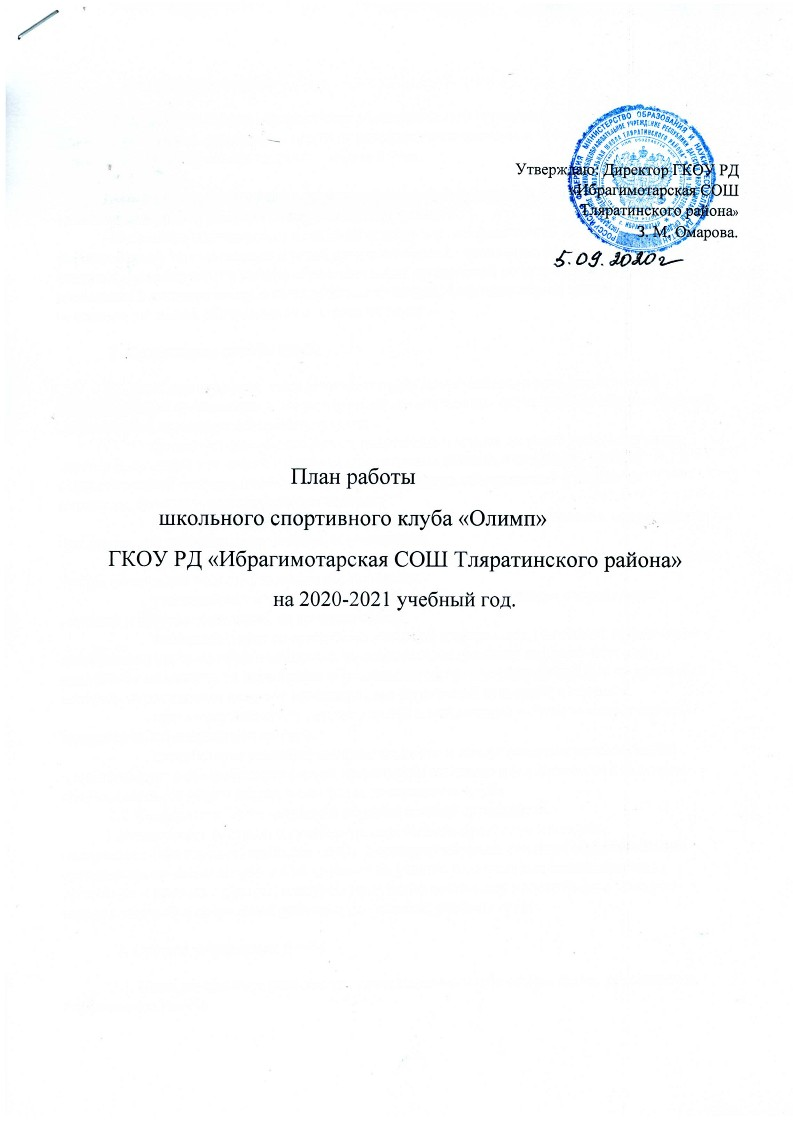 Утверждаю: Директор ГКОУ РД
«Ибрагимотарская СОШ
Тляратинского района»
З. М. Омарова.
5.09.2020г
План работы
школьного спортивного клуба «Олимп»
ГКОУ РД «Ибрагимотарская СОШ Тляратинского района»
на 2020-2021 учебный год.